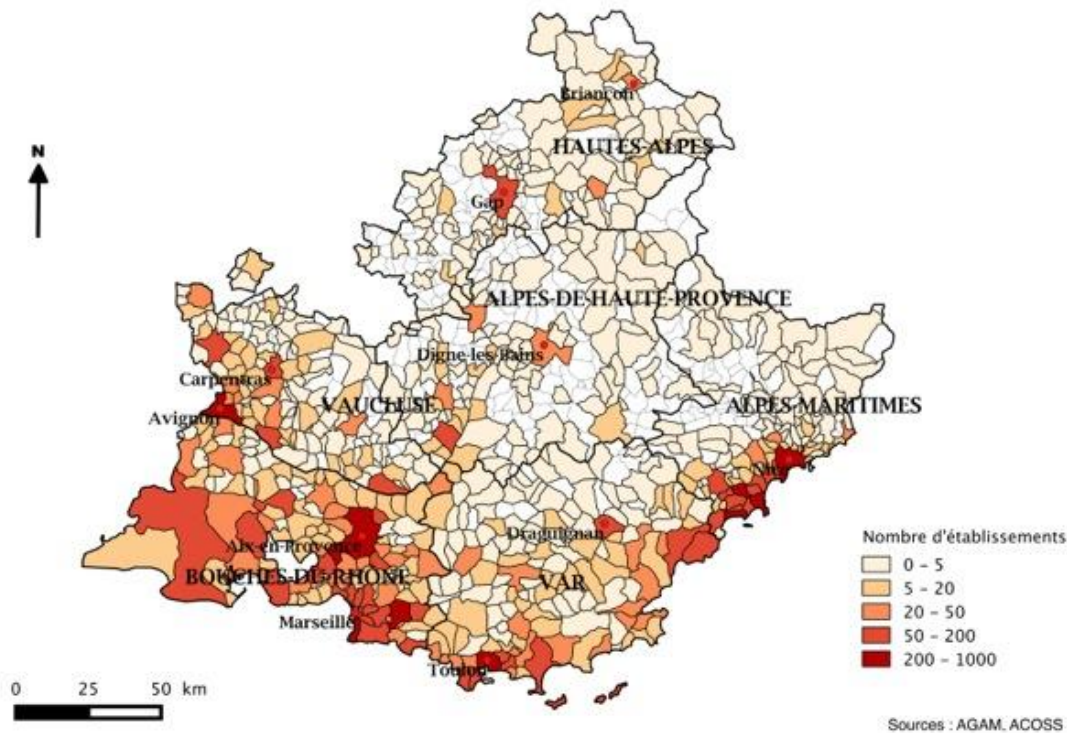 N
Briançon
HAUTES-ALPES
Gap
ALPES-DE-HAUTE-PROVENCE
Digne-les-Bains
Carpentras
Avignon
VAUCLUSE
ALPES-MARITIMES
Nice
Draguignan
Aix-en-Provence
BOUCHES-DU-RHÔNE
VAR
Marseille
Toulon
Nombre d'établissements
0 - 5
5 - 20
20 - 50
50 - 200
200 - 1000
0 25 50 km
Sources : AGAM, ACOSS